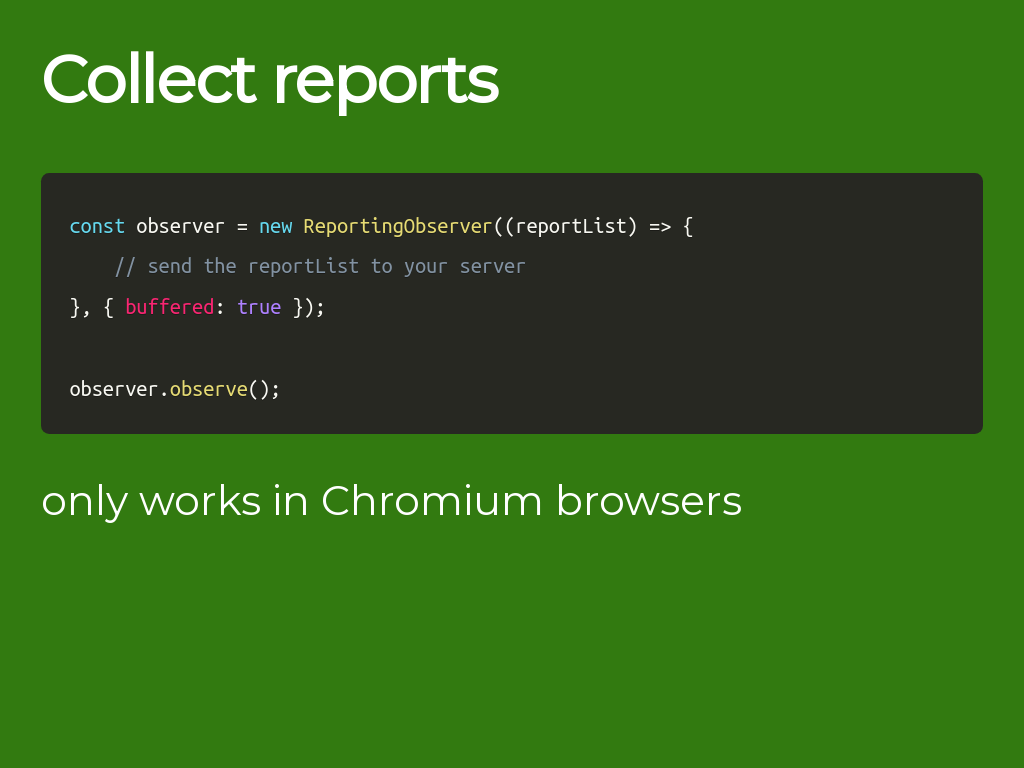 Collect reports
const observer = new ReportingObserver((reportList) => {
    // send the reportList to your server
}, { buffered: true });
observer.observe();
only works in Chromium browsers